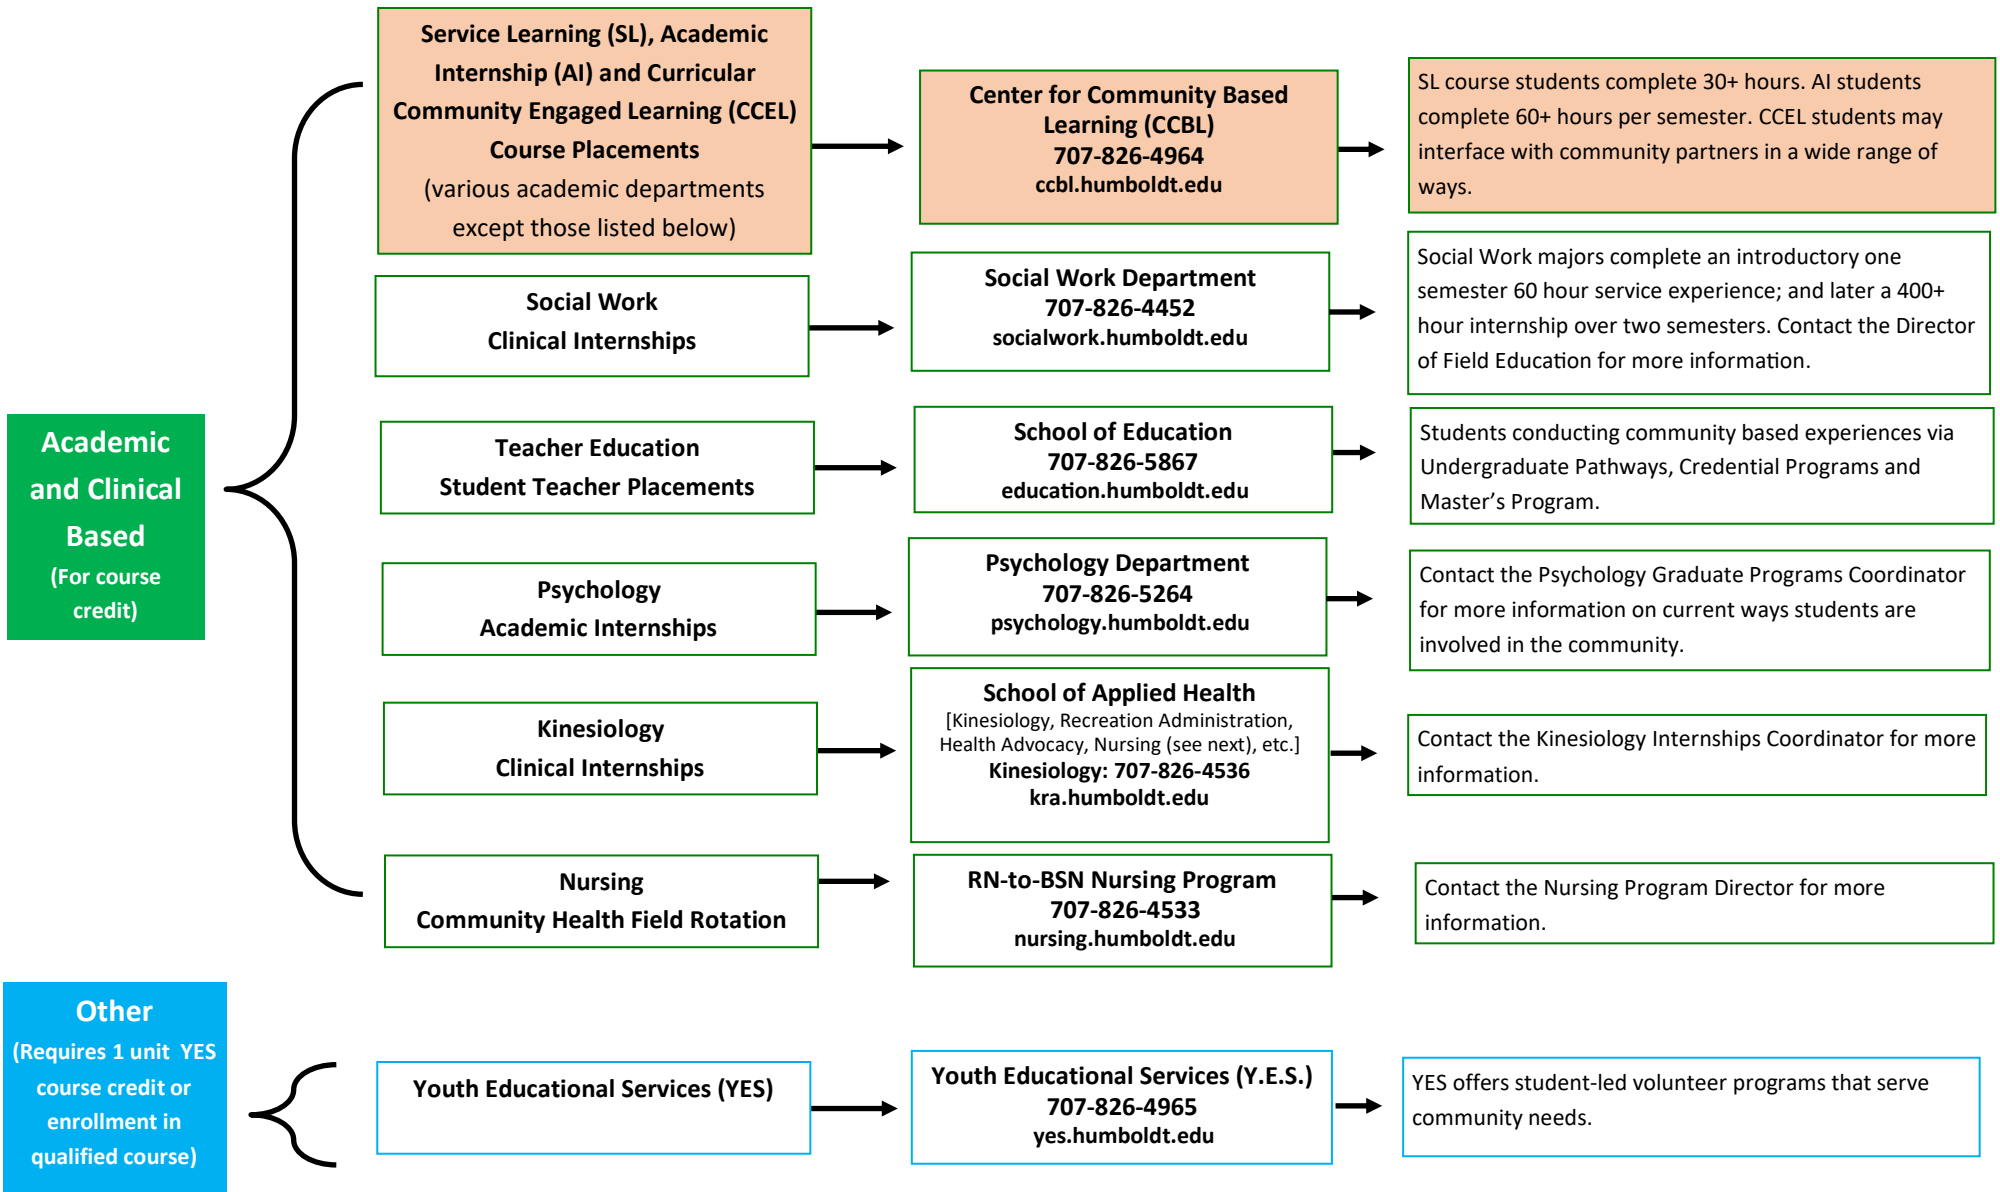 Academic
and Clinical
Based
(For course
credit)
Service Learning (SL), Academic
Internship (AI) and Curricular
Community Engaged Learning (CCEL)
Course Placements
(various academic departments
except those listed below)
Center for Community Based
Learning (CCBL)
707-826-4964
ccbl.humboldt.edu
SL course students complete 30+ hours. AI students
complete 60+ hours per semester. CCEL students may
interface with community partners in a wide range of
ways.
Social Work
Clinical Internships
Social Work Department
707-826-4452
socialwork.humboldt.edu
Social Work majors complete an introductory one
semester 60 hour service experience; and later a 400+
hour internship over two semesters. Contact the Director
of Field Education for more information.
Teacher Education
Student Teacher Placements
School of Education
707-826-5867
education.humboldt.edu
Students conducting community based experiences via
Undergraduate Pathways, Credential Programs and
Master’s Program.
Psychology
Academic Internships
Psychology Department
707-826-5264
psychology.humboldt.edu
Contact the Psychology Graduate Programs Coordinator
for more information on current ways students are
involved in the community.
Kinesiology
Clinical Internships
School of Applied Health
[Kinesiology, Recreation Administration,
Health Advocacy, Nursing (see next), etc.]
Kinesiology: 707-826-4536
kra.humboldt.edu
Contact the Kinesiology Internships Coordinator for more
information.
Nursing
Community Health Field Rotation
RN-to-BSN Nursing Program
707-826-4533
nursing.humboldt.edu
Contact the Nursing Program Director for more
information.
Other
(Requires 1 unit YES
course credit or
enrollment in
qualified course)
Youth Educational Services (YES)
Youth Educational Services (Y.E.S.)
707-826-4965
yes.humboldt.edu
YES offers student-led volunteer programs that serve
community needs.